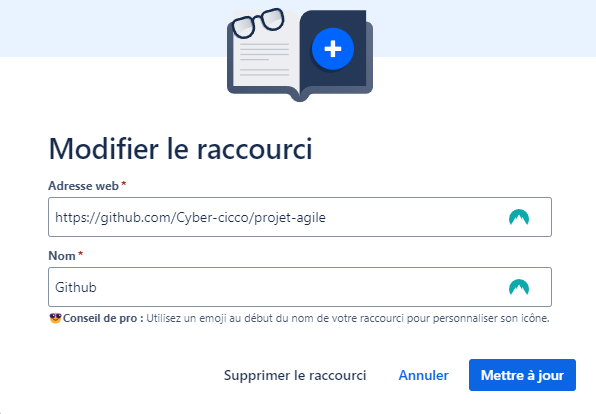 Modifier le raccourci
Adresse web *
https://github.com/Cyber-cicco/projet-agile
Nom *
Github
😎Conseil de pro : Utilisez un emoji au début du nom de votre raccourci pour personnaliser son icône.
Supprimer le raccourci Annuler Mettre à jour